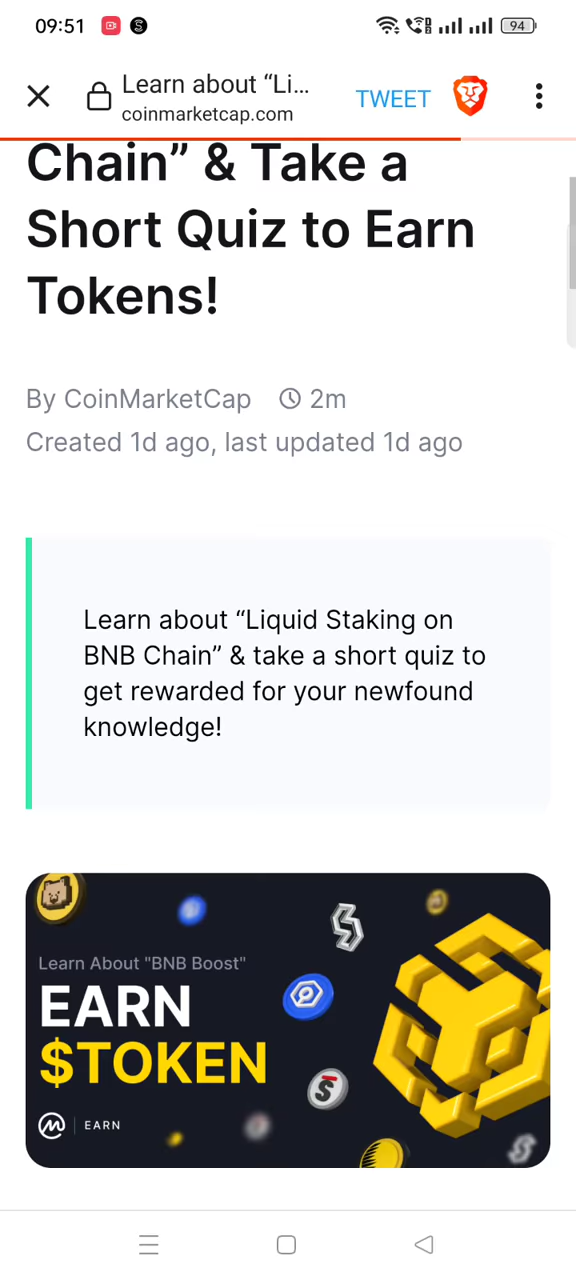 09:51
94
Learn about “Li...
coinmarketcap.com
TWEET
Chain” & Take a
Short Quiz to Earn
Tokens!
By CoinMarketCap 2m
Created 1d ago, last updated 1d ago
Learn about “Liquid Staking on
BNB Chain” & take a short quiz to
get rewarded for your newfound
knowledge!
Learn About "BNB Boost"
EARN
$TOKEN
EARN